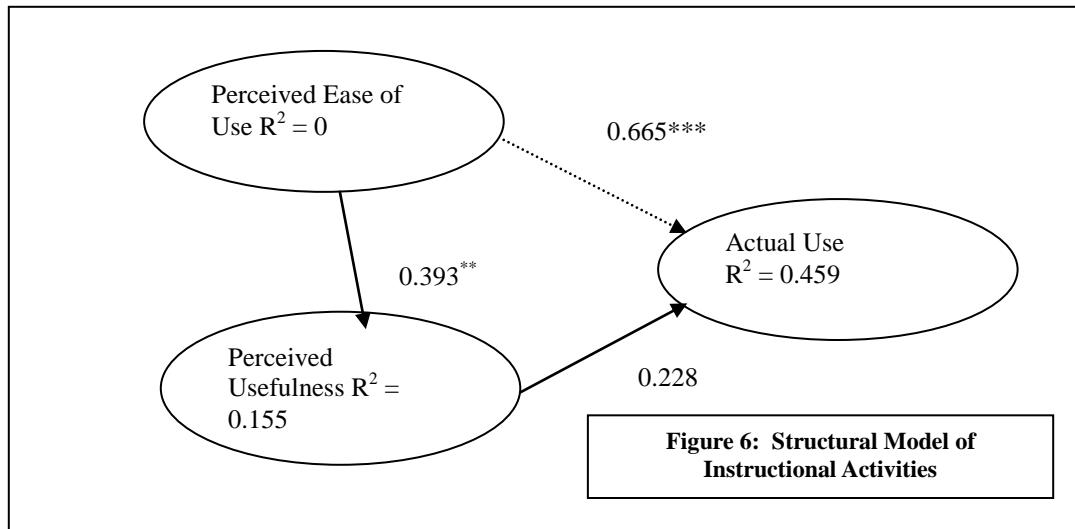 Perceived Ease of
Use R² = 0
0.665***
Actual Use
R² = 0.459
0.393**
Perceived
Usefulness R² =
0.155
0.228
Figure 6: Structural Model of
Instructional Activities